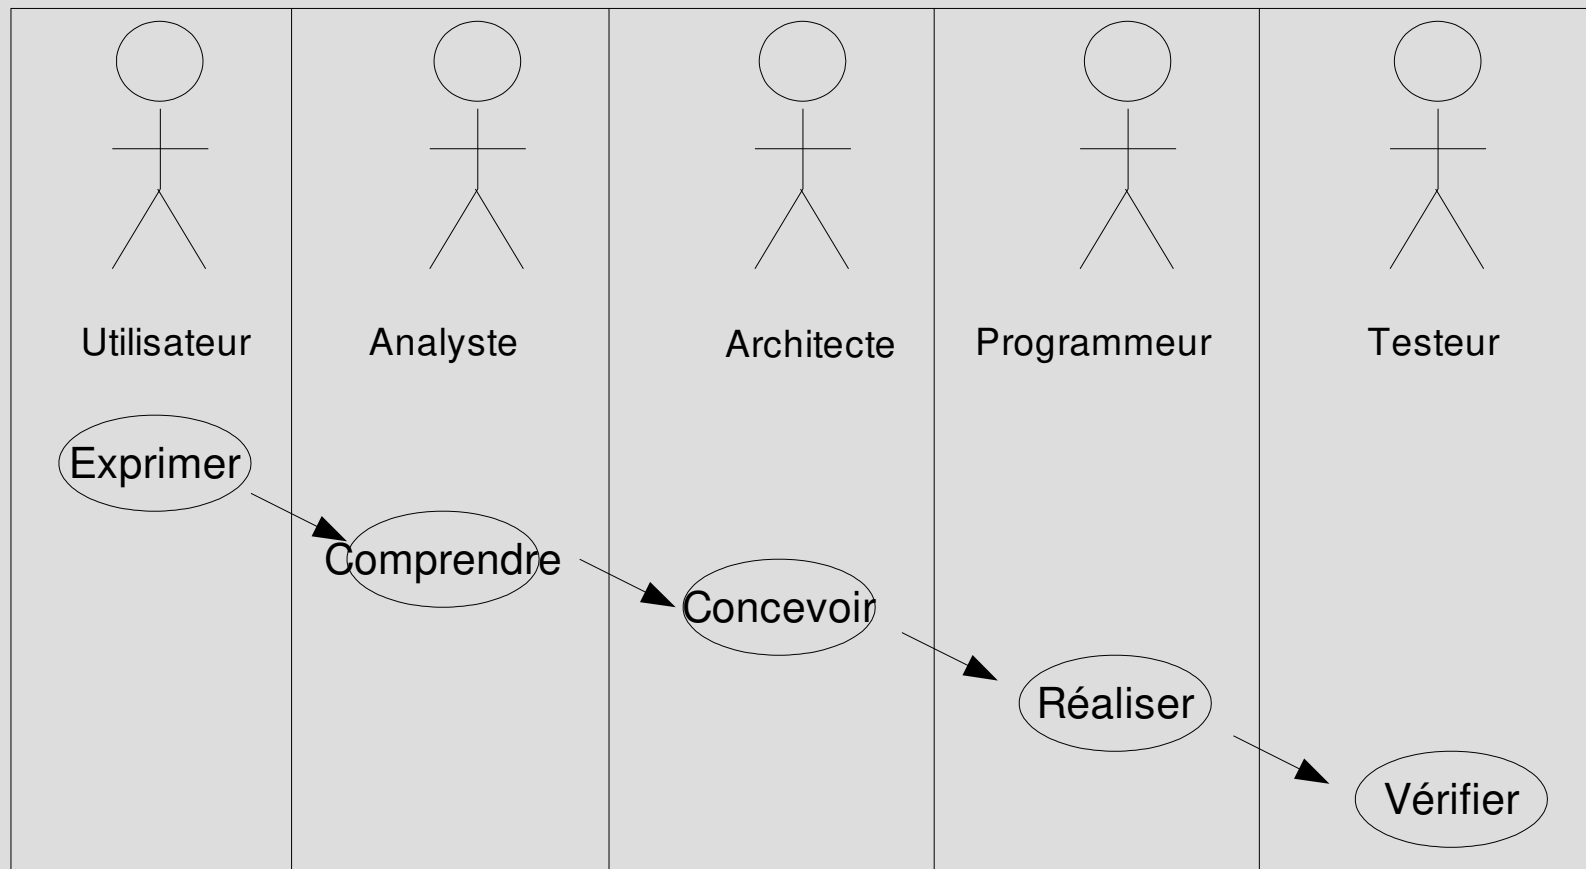 Utilisateur
Analyste
Architecte
Programmeur
Testeur
Exprimer
Comprendre
Concevoir
Réaliser
Vérifier